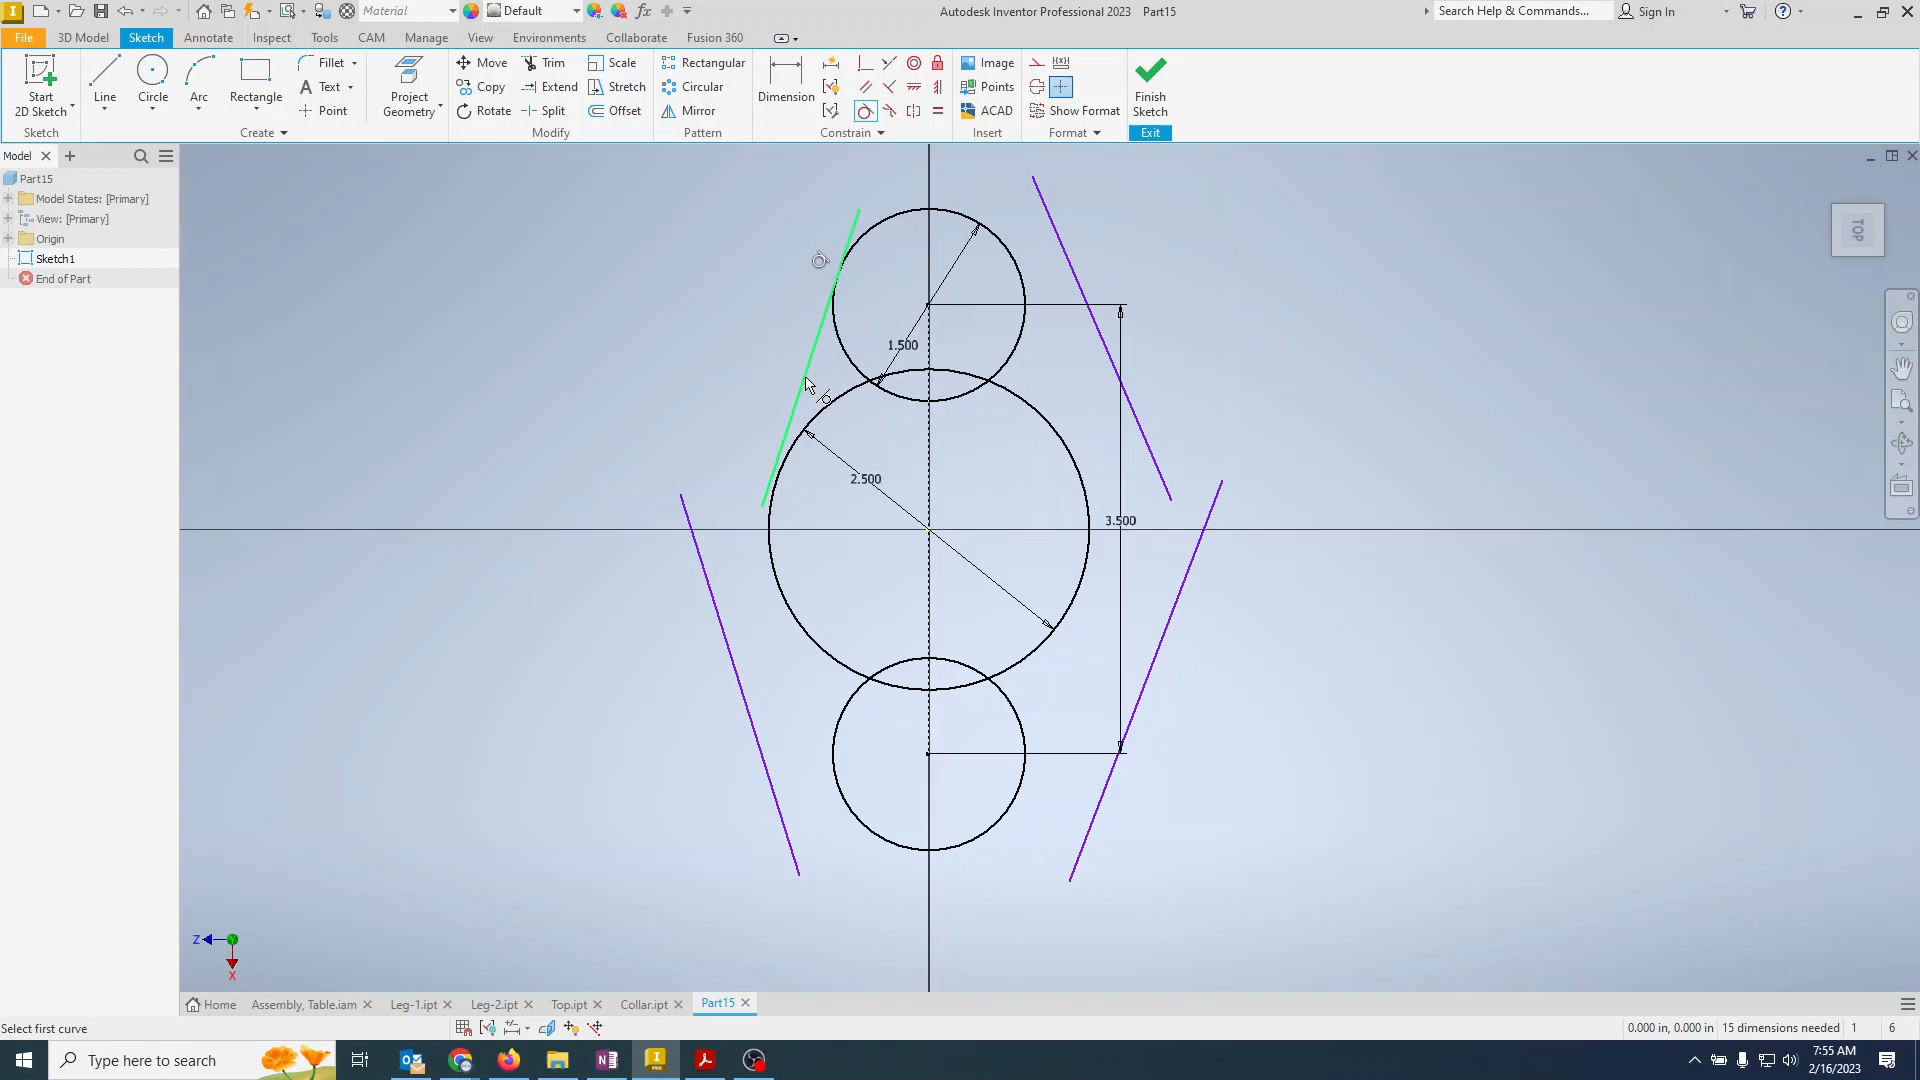 Material
Default
Autodesk Inventor Professional 2023 Part15
Search Help & Commands...
Sign In
File
3D Model
Sketch
Annotate
Inspect
Tools
CAM
Manage
View
Environments
Collaborate
Fusion 360
Start
2D Sketch
Line
Circle
Arc
Rectangle
Fillet
Text
Point
Project
Geometry
Move
Copy
Rotate
Trim
Extend
Split
Scale
Stretch
Offset
Rectangular
Circular
Mirror
Dimension
Image
Points
ACAD
Show Format
Finish
Sketch
Sketch
Create
Modify
Pattern
Constrain
Insert
Format
Exit
Model
Part15
Model States: [Primary]
View: [Primary]
Origin
Sketch1
End of Part
TOP
1.500
2.500
3.500
Z
X
Home
Assembly, Table.iam
Leg-1.ipt
Leg-2.ipt
Top.ipt
Collar.ipt
Part15
Select first curve
0.000 in, 0.000 in 15 dimensions needed 1 6
Type here to search
7:55 AM
2/16/2023